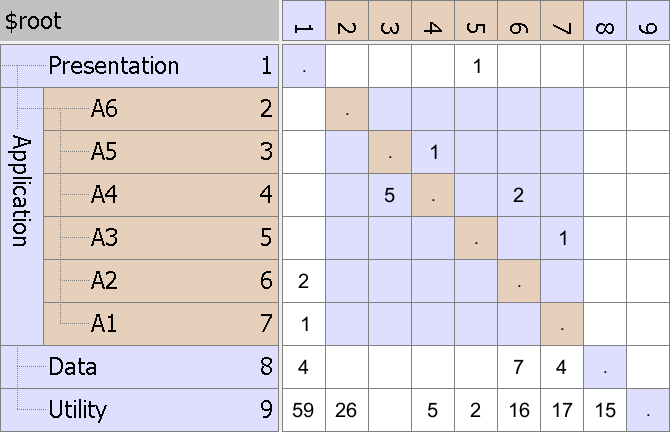 $root 1 2 3 4 5 6 7 8 9
Presentation 1 . 1
Application
A6 2 .
A5 3 . 1
A4 4 5 . 2
A3 5 . 1
A2 6 2 .
A1 7 1 .
Data 8 4 7 4 .
Utility 9 59 26 5 2 16 17 15 .